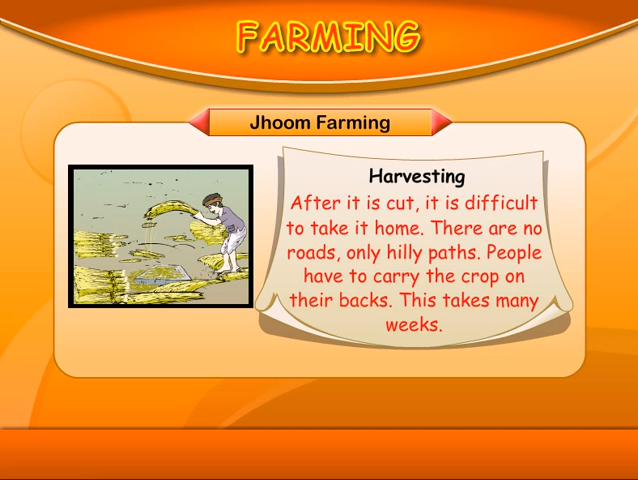 FARMING
Jhoom Farming
Harvesting
After it is cut, it is difficult
to take it home. There are no
roads, only hilly paths. People
have to carry the crop on
their backs. This takes many
weeks.